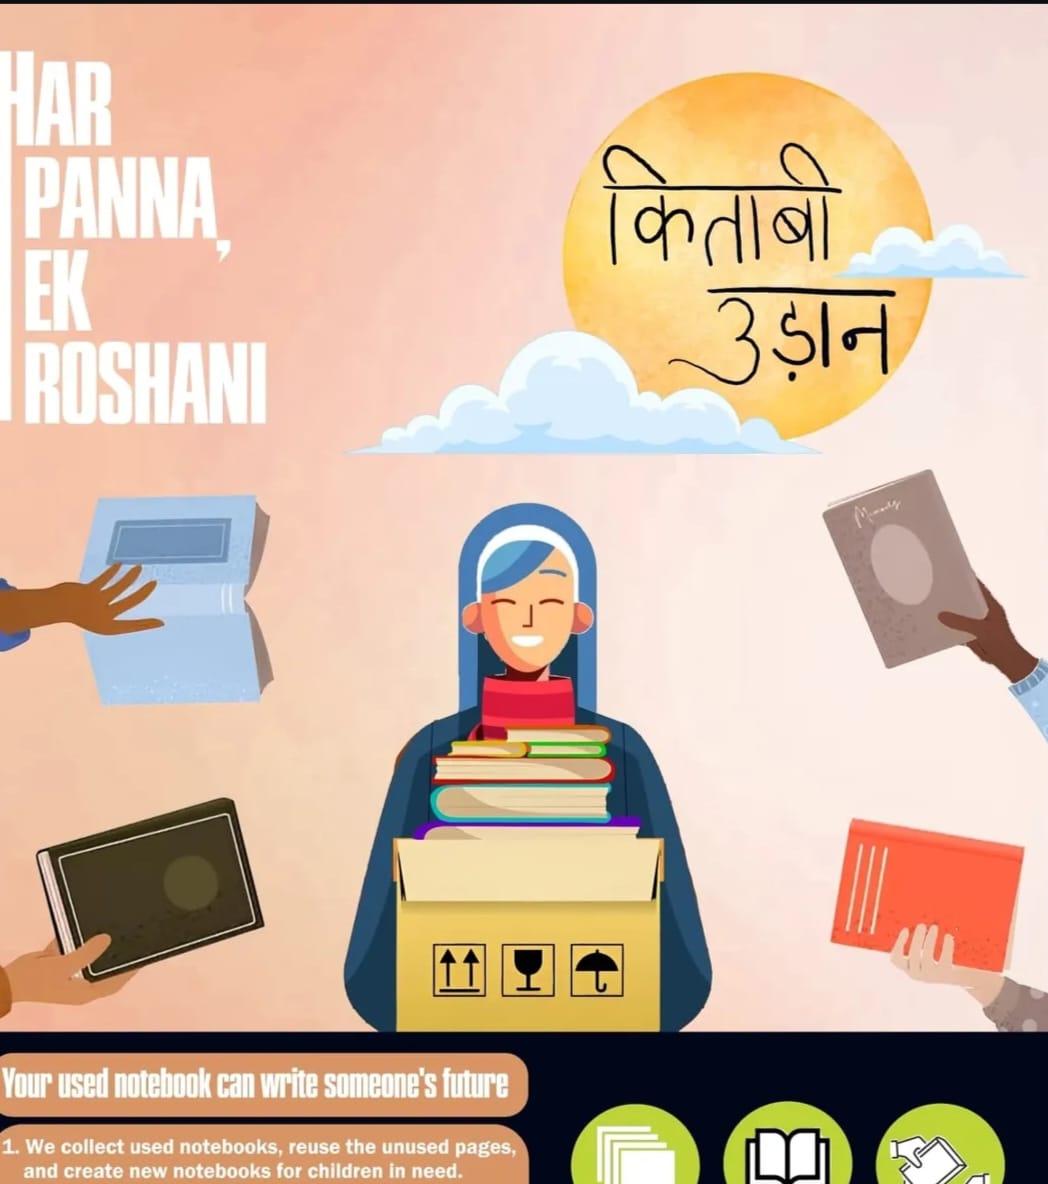 HAR
PANNA,
EK
ROSHANI
किताबी
उड़ान
Your used notebook can write someone's future
1. We collect used notebooks, reuse the unused pages,
and create new notebooks for children in need.